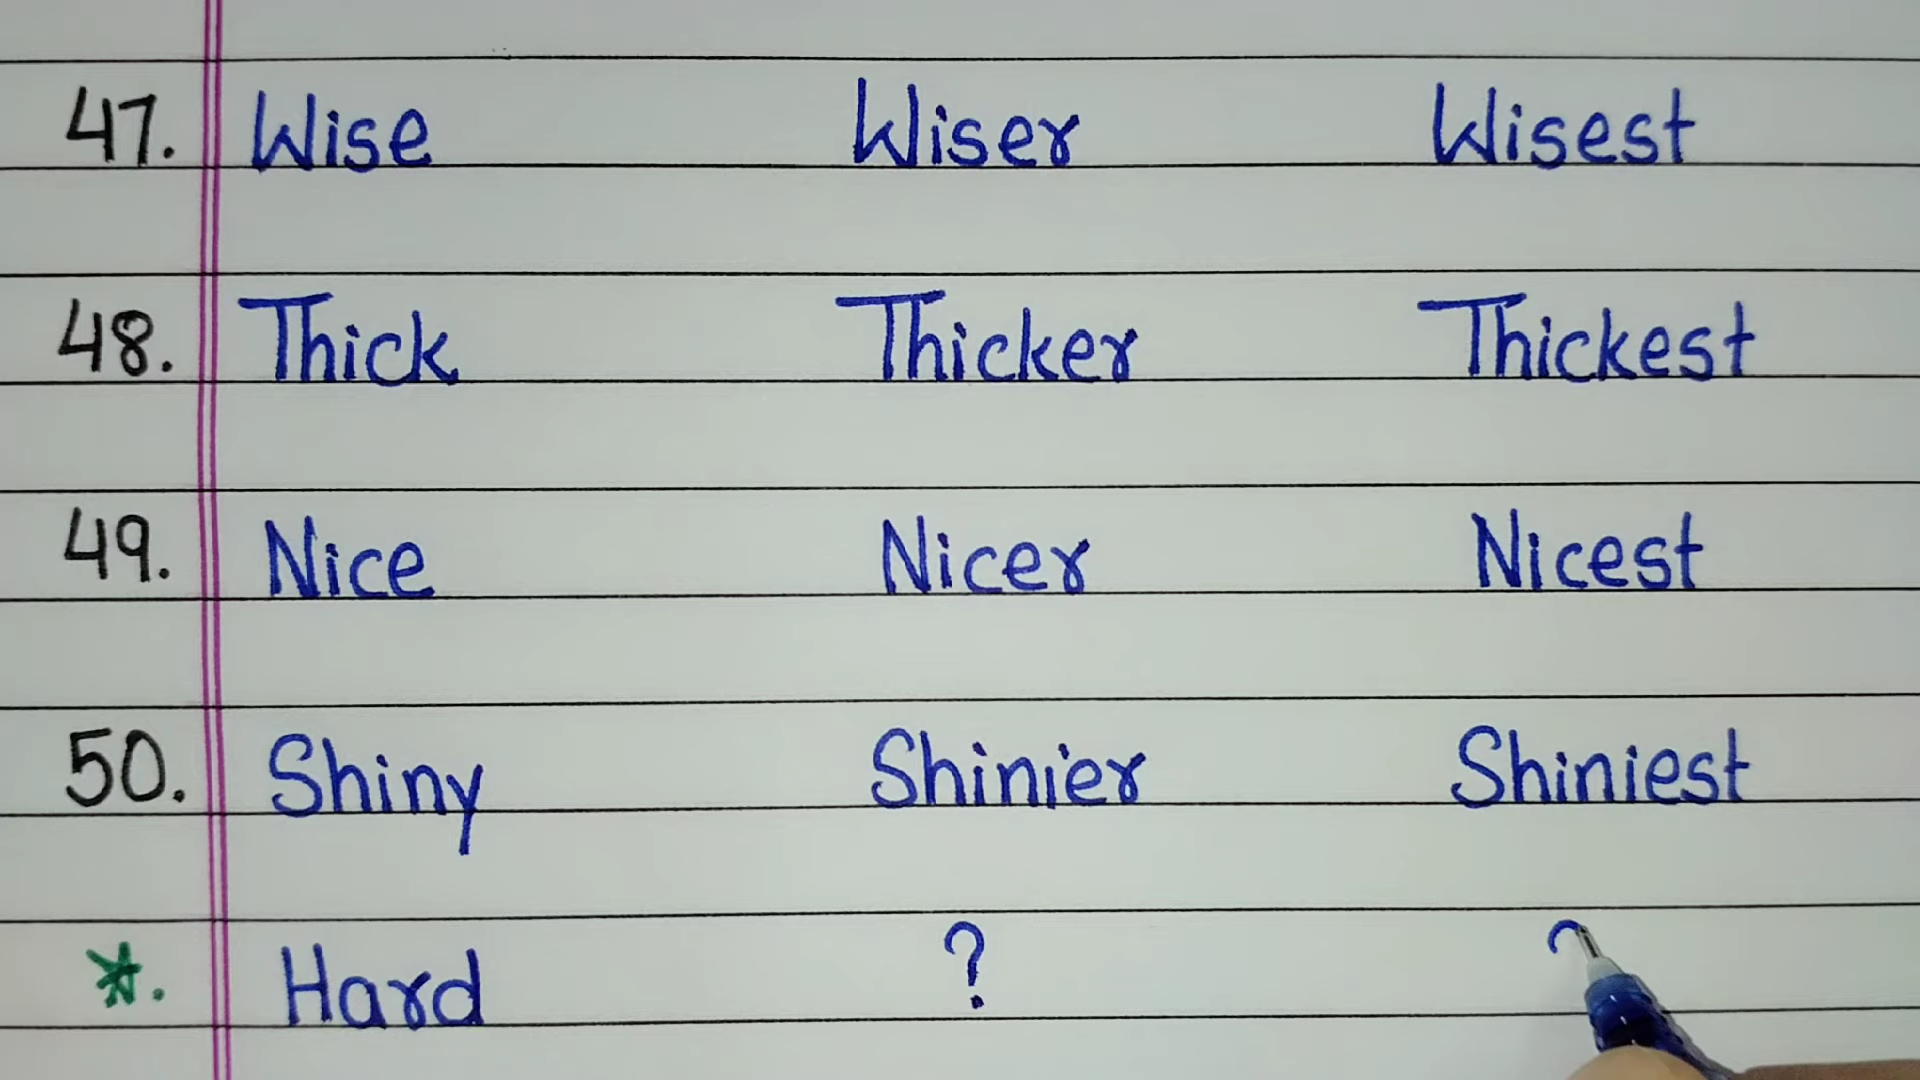 47. Wise Wiser Wisest
48. Thick Thicker Thickest
49. Nice Nicer Nicest
50. Shiny Shinier Shiniest
*. Hard ?